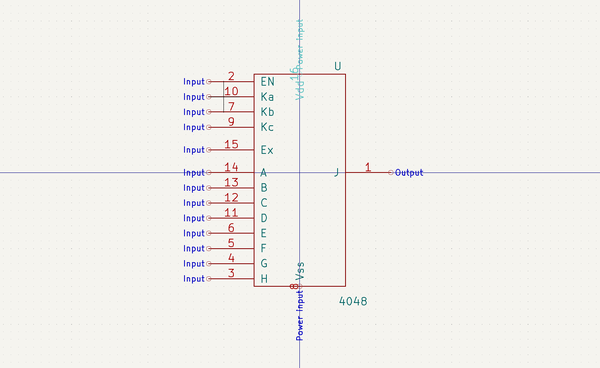 Power Input
16
Vdd
U
Input 2 EN
Input 10 Ka
Input 7 Kb
Input 9 Kc
Input 15 Ex
Input 14 A
J 1 Output
Input 13 B
Input 12 C
Input 11 D
Input 6 E
Input 5 F
Input 4 G
Input 3 H
Vss
8
Power Input
4048